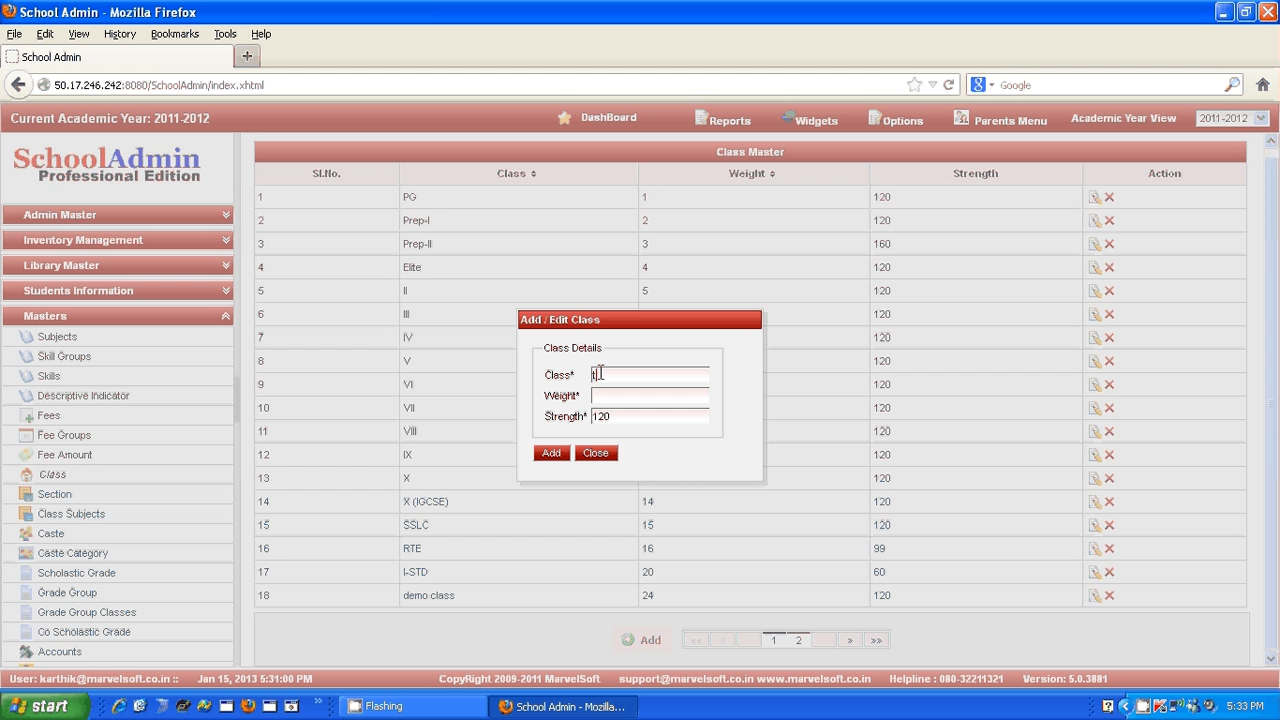 School Admin - Mozilla Firefox
File Edit View History Bookmarks Tools Help
School Admin
50.17.246.242:8080/SchoolAdmin/index.xhtml
Google
Current Academic Year: 2011-2012
DashBoard Reports Widgets Options Parents Menu Academic Year View 2011-2012
SchoolAdmin
Professional Edition
Admin Master
Inventory Management
Library Master
Students Information
Masters
Subjects
Skill Groups
Skills
Descriptive Indicator
Fees
Fee Groups
Fee Amount
Class
Section
Class Subjects
Caste
Caste Category
Scholastic Grade
Grade Group
Grade Group Classes
Co Scholastic Grade
Accounts
Class Master
Sl.No. Class Weight Strength Action
1 PG 1 120
2 Prep-I 2 120
3 Prep-II 3 160
4 Elite 4 120
5 II 5 120
6 III 120
7 IV 120
8 V 120
9 VI 120
10 VII 120
11 VIII 120
12 IX 120
13 X 120
14 X (IGCSE) 14 120
15 SSLC 15 120
16 RTE 16 99
17 I-STD 20 60
18 demo class 24 120
Add << < 1 2 > >>
Add / Edit Class
Class Details
Class* t
Weight*
Strength* 120
Add Close
User: karthik@marvelsoft.co.in :: Jan 15, 2013 5:31:00 PM CopyRight 2009-2011 MarvelSoft support@marvelsoft.co.in www.marvelsoft.co.in Helpline : 080-32211321 Version: 5.0.3881
start Flashing School Admin - Mozilla... 5:33 PM